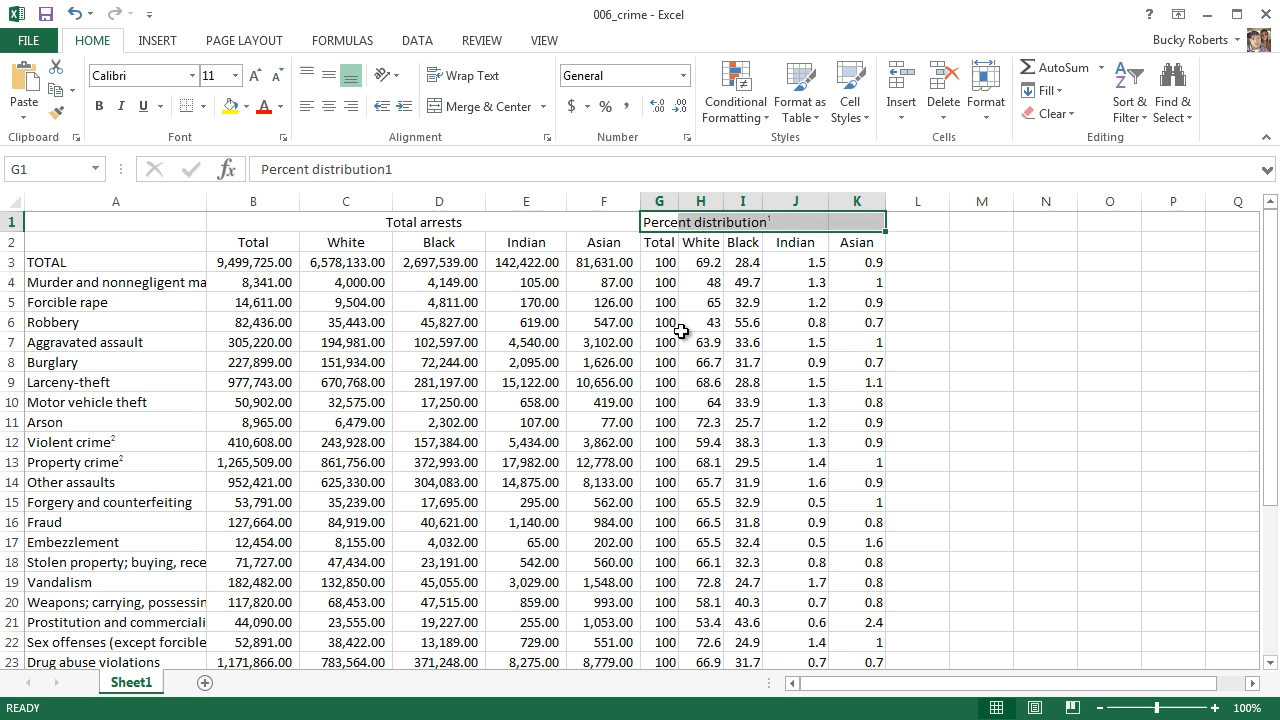 006_crime - Excel
FILE HOME INSERT PAGE LAYOUT FORMULAS DATA REVIEW VIEW Bucky Roberts
Calibri 11 Wrap Text General AutoSum
Paste B I U Merge & Center $ % , Conditional Formatting Format as Table Cell Styles Insert Delete Format Fill Clear Sort & Filter Find & Select
Clipboard Font Alignment Number Styles Cells Editing
G1 fx Percent distribution1
A B C D E F G H I J K L M N O P Q
1 Total arrests Percent distribution¹
2 Total White Black Indian Asian Total White Black Indian Asian
3 TOTAL 9,499,725.00 6,578,133.00 2,697,539.00 142,422.00 81,631.00 100 69.2 28.4 1.5 0.9
4 Murder and nonnegligent ma 8,341.00 4,000.00 4,149.00 105.00 87.00 100 48 49.7 1.3 1
5 Forcible rape 14,611.00 9,504.00 4,811.00 170.00 126.00 100 65 32.9 1.2 0.9
6 Robbery 82,436.00 35,443.00 45,827.00 619.00 547.00 100 43 55.6 0.8 0.7
7 Aggravated assault 305,220.00 194,981.00 102,597.00 4,540.00 3,102.00 100 63.9 33.6 1.5 1
8 Burglary 227,899.00 151,934.00 72,244.00 2,095.00 1,626.00 100 66.7 31.7 0.9 0.7
9 Larceny-theft 977,743.00 670,768.00 281,197.00 15,122.00 10,656.00 100 68.6 28.8 1.5 1.1
10 Motor vehicle theft 50,902.00 32,575.00 17,250.00 658.00 419.00 100 64 33.9 1.3 0.8
11 Arson 8,965.00 6,479.00 2,302.00 107.00 77.00 100 72.3 25.7 1.2 0.9
12 Violent crime² 410,608.00 243,928.00 157,384.00 5,434.00 3,862.00 100 59.4 38.3 1.3 0.9
13 Property crime² 1,265,509.00 861,756.00 372,993.00 17,982.00 12,778.00 100 68.1 29.5 1.4 1
14 Other assaults 952,421.00 625,330.00 304,083.00 14,875.00 8,133.00 100 65.7 31.9 1.6 0.9
15 Forgery and counterfeiting 53,791.00 35,239.00 17,695.00 295.00 562.00 100 65.5 32.9 0.5 1
16 Fraud 127,664.00 84,919.00 40,621.00 1,140.00 984.00 100 66.5 31.8 0.9 0.8
17 Embezzlement 12,454.00 8,155.00 4,032.00 65.00 202.00 100 65.5 32.4 0.5 1.6
18 Stolen property; buying, rece 71,727.00 47,434.00 23,191.00 542.00 560.00 100 66.1 32.3 0.8 0.8
19 Vandalism 182,482.00 132,850.00 45,055.00 3,029.00 1,548.00 100 72.8 24.7 1.7 0.8
20 Weapons; carrying, possessin 117,820.00 68,453.00 47,515.00 859.00 993.00 100 58.1 40.3 0.7 0.8
21 Prostitution and commerciali 44,090.00 23,555.00 19,227.00 255.00 1,053.00 100 53.4 43.6 0.6 2.4
22 Sex offenses (except forcible 52,891.00 38,422.00 13,189.00 729.00 551.00 100 72.6 24.9 1.4 1
23 Drug abuse violations 1,171,866.00 783,564.00 371,248.00 8,275.00 8,779.00 100 66.9 31.7 0.7 0.7
Sheet1
READY 100%